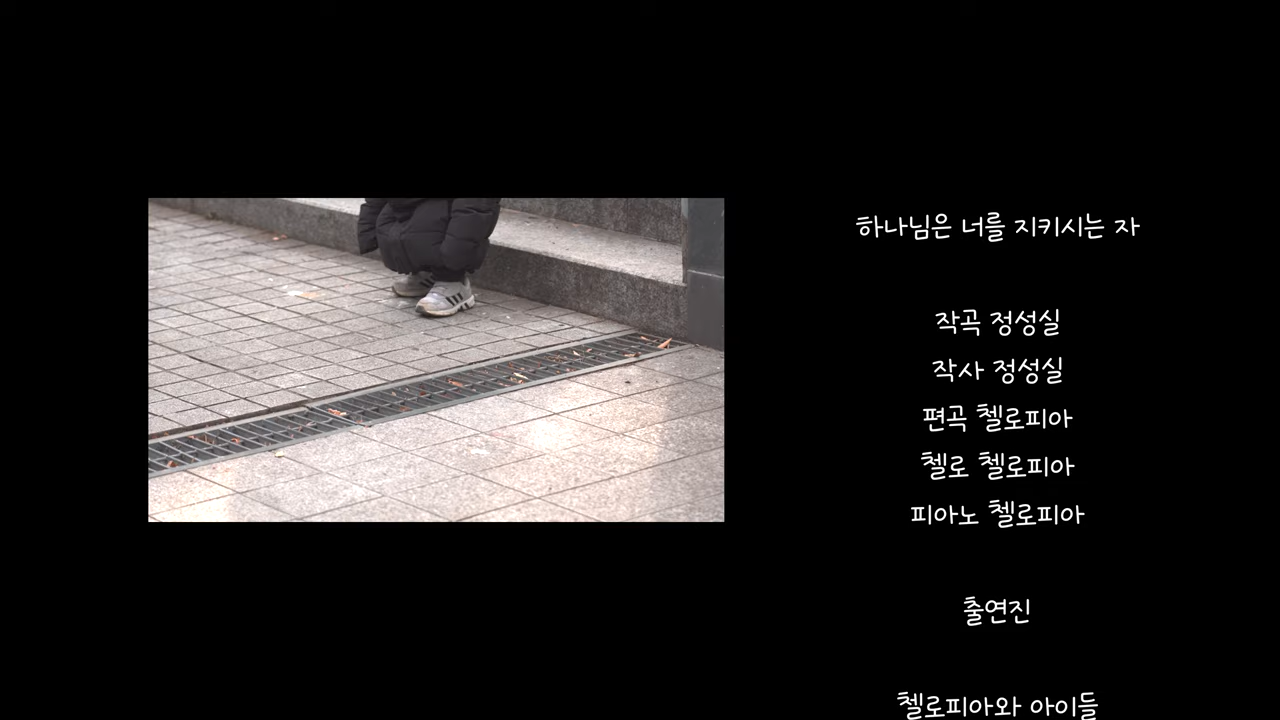 하나님은 너를 지키시는 자
작곡 정성실
작사 정성실
편곡 첼로피아
첼로 첼로피아
피아노 첼로피아
출연진
첼로피아와 아이들